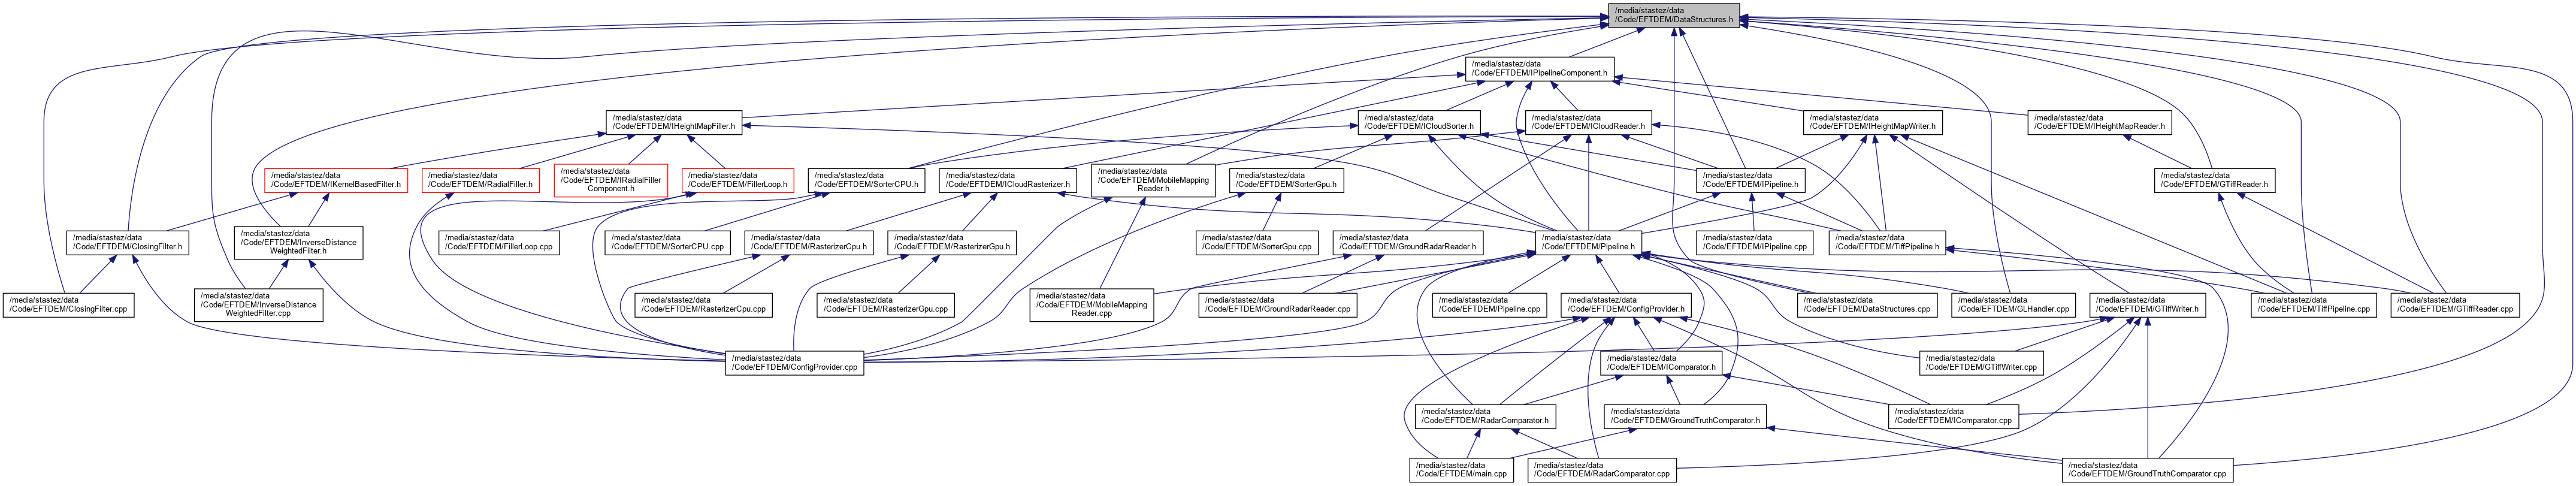 /media/stastez/data
/Code/EFTDEM/DataStructures.h
/media/stastez/data
/Code/EFTDEM/IPipelineComponent.h
/media/stastez/data
/Code/EFTDEM/IHeightMapFiller.h
/media/stastez/data
/Code/EFTDEM/ICloudSorter.h
/media/stastez/data
/Code/EFTDEM/ICloudReader.h
/media/stastez/data
/Code/EFTDEM/IHeightMapWriter.h
/media/stastez/data
/Code/EFTDEM/IHeightMapReader.h
/media/stastez/data
/Code/EFTDEM/IKernelBasedFilter.h
/media/stastez/data
/Code/EFTDEM/RadialFiller.h
/media/stastez/data
/Code/EFTDEM/IRadialFiller
Component.h
/media/stastez/data
/Code/EFTDEM/FillerLoop.h
/media/stastez/data
/Code/EFTDEM/SorterCPU.h
/media/stastez/data
/Code/EFTDEM/ICloudRasterizer.h
/media/stastez/data
/Code/EFTDEM/MobileMapping
Reader.h
/media/stastez/data
/Code/EFTDEM/SorterGpu.h
/media/stastez/data
/Code/EFTDEM/IPipeline.h
/media/stastez/data
/Code/EFTDEM/GTiffReader.h
/media/stastez/data
/Code/EFTDEM/ClosingFilter.h
/media/stastez/data
/Code/EFTDEM/InverseDistance
WeightedFilter.h
/media/stastez/data
/Code/EFTDEM/FillerLoop.cpp
/media/stastez/data
/Code/EFTDEM/SorterCPU.cpp
/media/stastez/data
/Code/EFTDEM/RasterizerCpu.h
/media/stastez/data
/Code/EFTDEM/RasterizerGpu.h
/media/stastez/data
/Code/EFTDEM/SorterGpu.cpp
/media/stastez/data
/Code/EFTDEM/GroundRadarReader.h
/media/stastez/data
/Code/EFTDEM/Pipeline.h
/media/stastez/data
/Code/EFTDEM/IPipeline.cpp
/media/stastez/data
/Code/EFTDEM/TiffPipeline.h
/media/stastez/data
/Code/EFTDEM/ClosingFilter.cpp
/media/stastez/data
/Code/EFTDEM/InverseDistance
WeightedFilter.cpp
/media/stastez/data
/Code/EFTDEM/RasterizerCpu.cpp
/media/stastez/data
/Code/EFTDEM/RasterizerGpu.cpp
/media/stastez/data
/Code/EFTDEM/MobileMapping
Reader.cpp
/media/stastez/data
/Code/EFTDEM/GroundRadarReader.cpp
/media/stastez/data
/Code/EFTDEM/Pipeline.cpp
/media/stastez/data
/Code/EFTDEM/ConfigProvider.h
/media/stastez/data
/Code/EFTDEM/DataStructures.cpp
/media/stastez/data
/Code/EFTDEM/GLHandler.cpp
/media/stastez/data
/Code/EFTDEM/GTiffWriter.h
/media/stastez/data
/Code/EFTDEM/TiffPipeline.cpp
/media/stastez/data
/Code/EFTDEM/GTiffReader.cpp
/media/stastez/data
/Code/EFTDEM/ConfigProvider.cpp
/media/stastez/data
/Code/EFTDEM/IComparator.h
/media/stastez/data
/Code/EFTDEM/GTiffWriter.cpp
/media/stastez/data
/Code/EFTDEM/RadarComparator.h
/media/stastez/data
/Code/EFTDEM/GroundTruthComparator.h
/media/stastez/data
/Code/EFTDEM/IComparator.cpp
/media/stastez/data
/Code/EFTDEM/main.cpp
/media/stastez/data
/Code/EFTDEM/RadarComparator.cpp
/media/stastez/data
/Code/EFTDEM/GroundTruthComparator.cpp